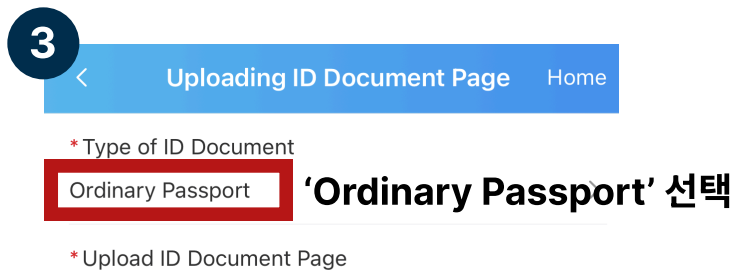 3
Uploading ID Document Page Home
* Type of ID Document
Ordinary Passport
‘Ordinary Passport’ 선택
* Upload ID Document Page